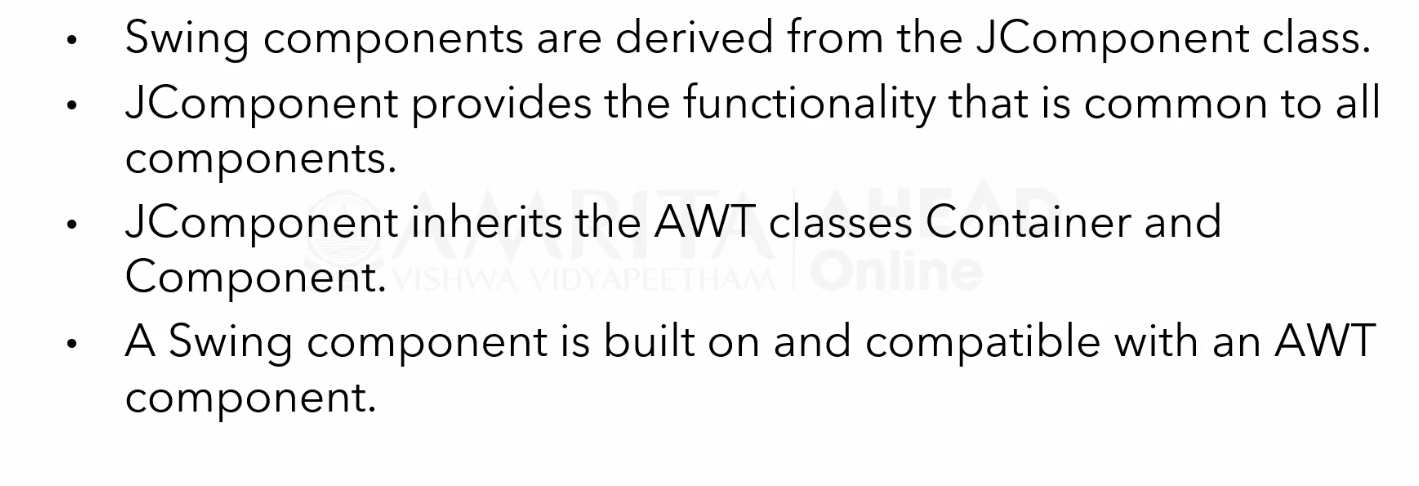 • Swing components are derived from the JComponent class.
• JComponent provides the functionality that is common to all
components.
• JComponent inherits the AWT classes Container and
Component.
• A Swing component is built on and compatible with an AWT
component.
AMRITA AHEAD
VISHWA VIDYAPEETHAM Online